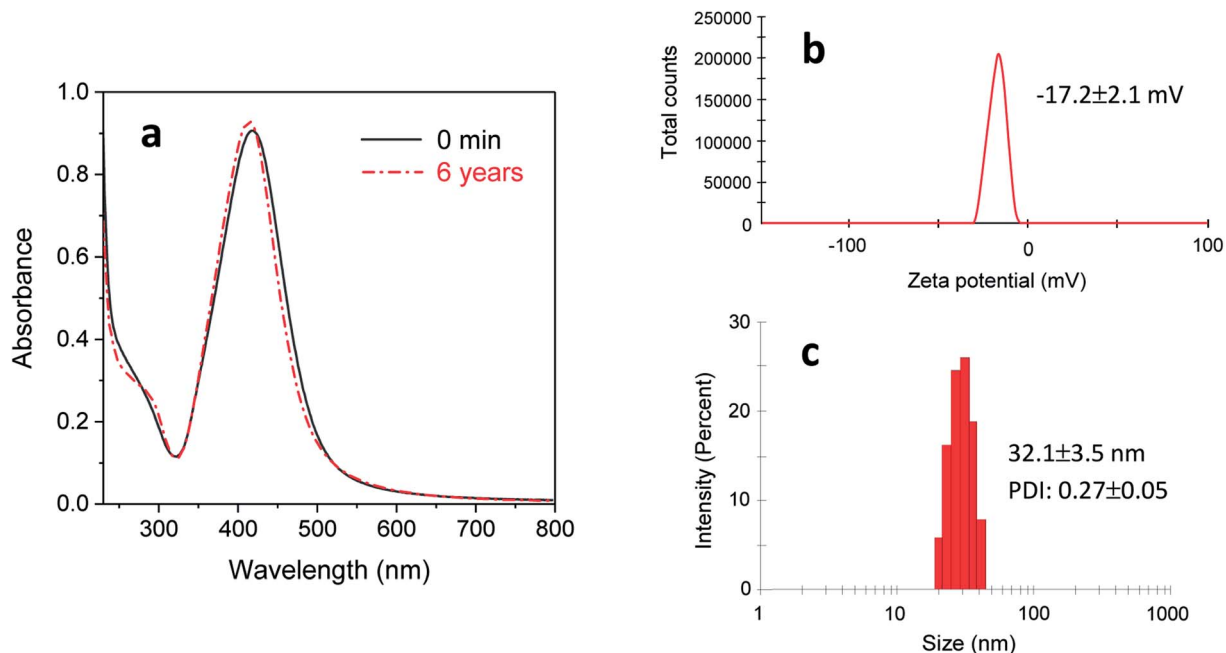 a
0 min
6 years
1.0
0.8
0.6
0.4
0.2
0.0
Absorbance
300 400 500 600 700 800
Wavelength (nm)
b
250000
200000
150000
100000
50000
0
Total counts
-17.2±2.1 mV
-100 0 100
Zeta potential (mV)
c
30
20
10
0
Intensity (Percent)
32.1±3.5 nm
PDI: 0.27±0.05
1 10 100 1000
Size (nm)